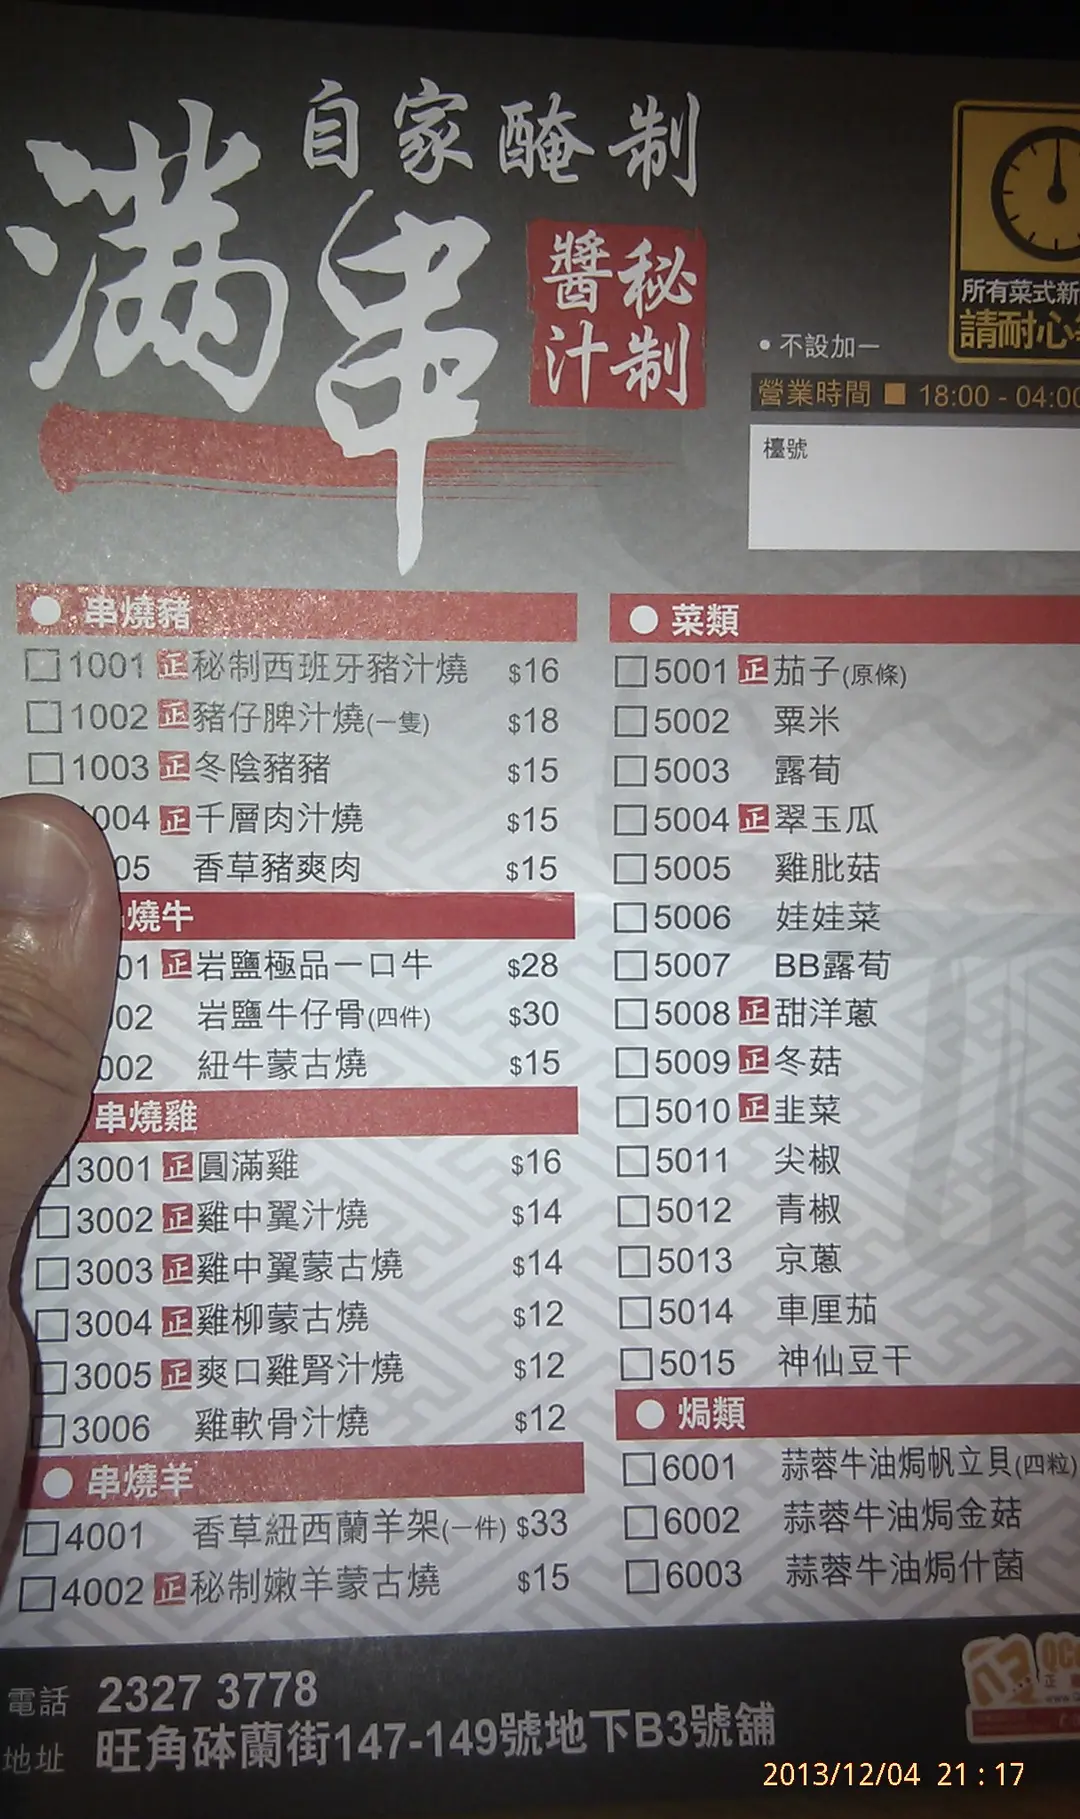 自家醃制
滿串
秘制
醬汁
所有菜式新
請耐心
• 不設加一
營業時間 ■ 18:00 - 04:00
檯號
● 串燒豬
1001 正 秘制西班牙豬汁燒 $16
1002 正 豬仔脾汁燒(一隻) $18
1003 正 冬陰豬豬 $15
004 正 千層肉汁燒 $15
05 香草豬爽肉 $15
燒牛
01 正 岩鹽極品一口牛 $28
02 岩鹽牛仔骨(四件) $30
002 紐牛蒙古燒 $15
串燒雞
3001 正 圓滿雞 $16
3002 正 雞中翼汁燒 $14
3003 正 雞中翼蒙古燒 $14
3004 正 雞柳蒙古燒 $12
3005 正 爽口雞腎汁燒 $12
3006 雞軟骨汁燒 $12
● 串燒羊
4001 香草紐西蘭羊架(一件) $33
4002 正 秘制嫩羊蒙古燒 $15
● 菜類
5001 正 茄子(原條)
5002 粟米
5003 露荀
5004 正 翠玉瓜
5005 雞肶菇
5006 娃娃菜
5007 BB露荀
5008 正 甜洋蔥
5009 正 冬菇
5010 正 韭菜
5011 尖椒
5012 青椒
5013 京蔥
5014 車厘茄
5015 神仙豆干
● 焗類
6001 蒜蓉牛油焗帆立貝(四粒)
6002 蒜蓉牛油焗金菇
6003 蒜蓉牛油焗什菌
電話 2327 3778
地址 旺角砵蘭街147-149號地下B3號舖
2013/12/04 21:17